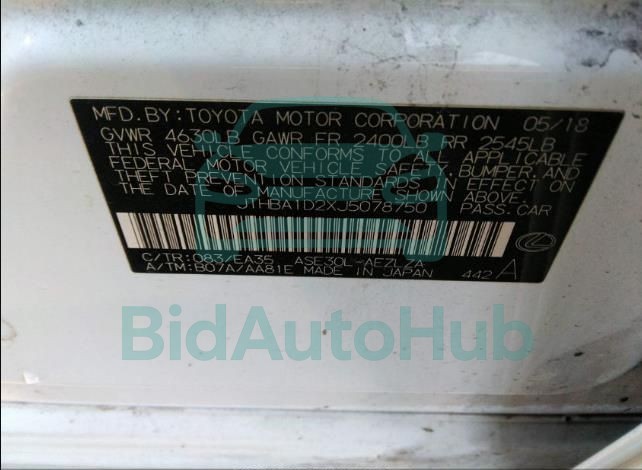 MFD.BY:TOYOTA MOTOR CORPORATION 05/18
GVWR 4630LB GAWR FR 2400LB RR 2545LB
THIS VEHICLE CONFORMS TO ALL APPLICABLE
FEDERAL MOTOR VEHICLE SAFETY, BUMPER, AND
THEFT PREVENTION STANDARDS IN EFFECT ON
THE DATE OF MANUFACTURE SHOWN ABOVE.
JTHBA1D2XJ5078750 PASS.CAR
C/TR: 083/EA35 ASE30L-AEZLZA
A/TM: B07A/AA81E MADE IN JAPAN 442 A
BidAutoHub